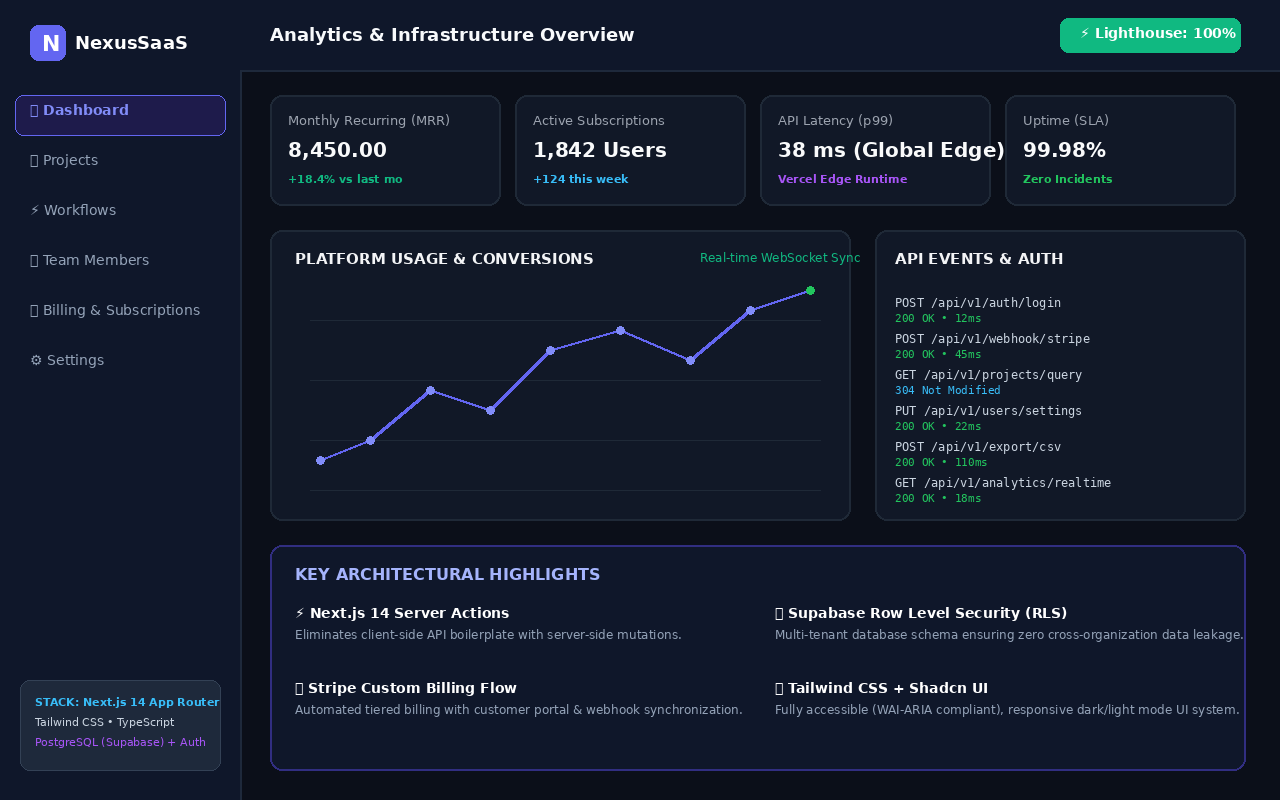 N NexusSaaS
Dashboard
Projects
⚡ Workflows
Team Members
Billing & Subscriptions
⚙ Settings
STACK: Next.js 14 App Router
Tailwind CSS • TypeScript
PostgreSQL (Supabase) + Auth
Analytics & Infrastructure Overview
⚡ Lighthouse: 100%
Monthly Recurring (MRR)
8,450.00
+18.4% vs last mo
Active Subscriptions
1,842 Users
+124 this week
API Latency (p99)
38 ms (Global Edge)
Vercel Edge Runtime
Uptime (SLA)
99.98%
Zero Incidents
PLATFORM USAGE & CONVERSIONS
Real-time WebSocket Sync
API EVENTS & AUTH
POST /api/v1/auth/login
200 OK • 12ms
POST /api/v1/webhook/stripe
200 OK • 45ms
GET /api/v1/projects/query
304 Not Modified
PUT /api/v1/users/settings
200 OK • 22ms
POST /api/v1/export/csv
200 OK • 110ms
GET /api/v1/analytics/realtime
200 OK • 18ms
KEY ARCHITECTURAL HIGHLIGHTS
⚡ Next.js 14 Server Actions
Eliminates client-side API boilerplate with server-side mutations.
Supabase Row Level Security (RLS)
Multi-tenant database schema ensuring zero cross-organization data leakage.
Stripe Custom Billing Flow
Automated tiered billing with customer portal & webhook synchronization.
Tailwind CSS + Shadcn UI
Fully accessible (WAI-ARIA compliant), responsive dark/light mode UI system.